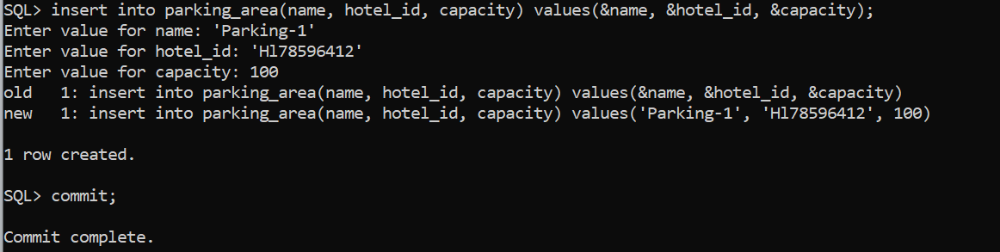 SQL> insert into parking_area(name, hotel_id, capacity) values(&name, &hotel_id, &capacity);
Enter value for name: 'Parking-1'
Enter value for hotel_id: 'Hl78596412'
Enter value for capacity: 100
old   1: insert into parking_area(name, hotel_id, capacity) values(&name, &hotel_id, &capacity)
new   1: insert into parking_area(name, hotel_id, capacity) values('Parking-1', 'Hl78596412', 100)
1 row created.
SQL> commit;
Commit complete.